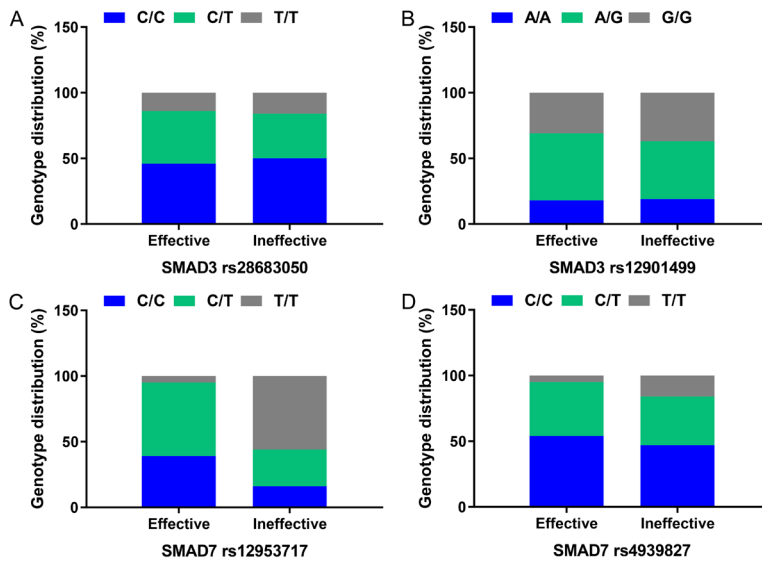 A
C/C C/T T/T
Genotype distribution (%)
150
100
50
0
Effective Ineffective
SMAD3 rs28683050
B
A/A A/G G/G
Genotype distribution (%)
150
100
50
0
Effective Ineffective
SMAD3 rs12901499
C
C/C C/T T/T
Genotype distribution (%)
150
100
50
0
Effective Ineffective
SMAD7 rs12953717
D
C/C C/T T/T
Genotype distribution (%)
150
100
50
0
Effective Ineffective
SMAD7 rs4939827